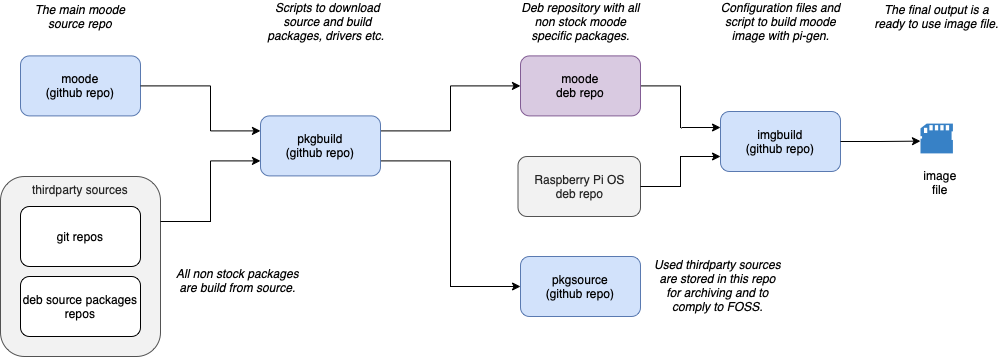 The main moode
source repo
Scripts to download
source and build
packages, drivers etc.
Deb repository with all
non stock moode
specific packages.
Configuration files and
script to build moode
image with pi-gen.
The final output is a
ready to use image file.
moode
(github repo)
pkgbuild
(github repo)
moode
deb repo
imgbuild
(github repo)
image
file
Raspberry Pi OS
deb repo
thirdparty sources
git repos
deb source packages
repos
All non stock packages
are build from source.
pkgsource
(github repo)
Used thirdparty sources
are stored in this repo
for archiving and to
comply to FOSS.